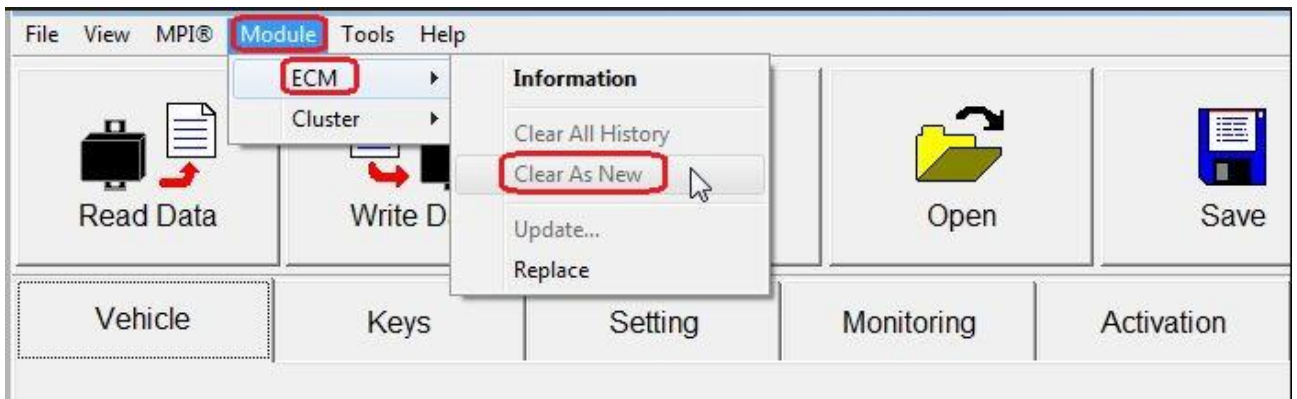 File View MPI® Module Tools Help
ECM
Cluster
Information
Clear All History
Clear As New
Update...
Replace
Read Data
Write D
Open
Save
Vehicle
Keys
Setting
Monitoring
Activation